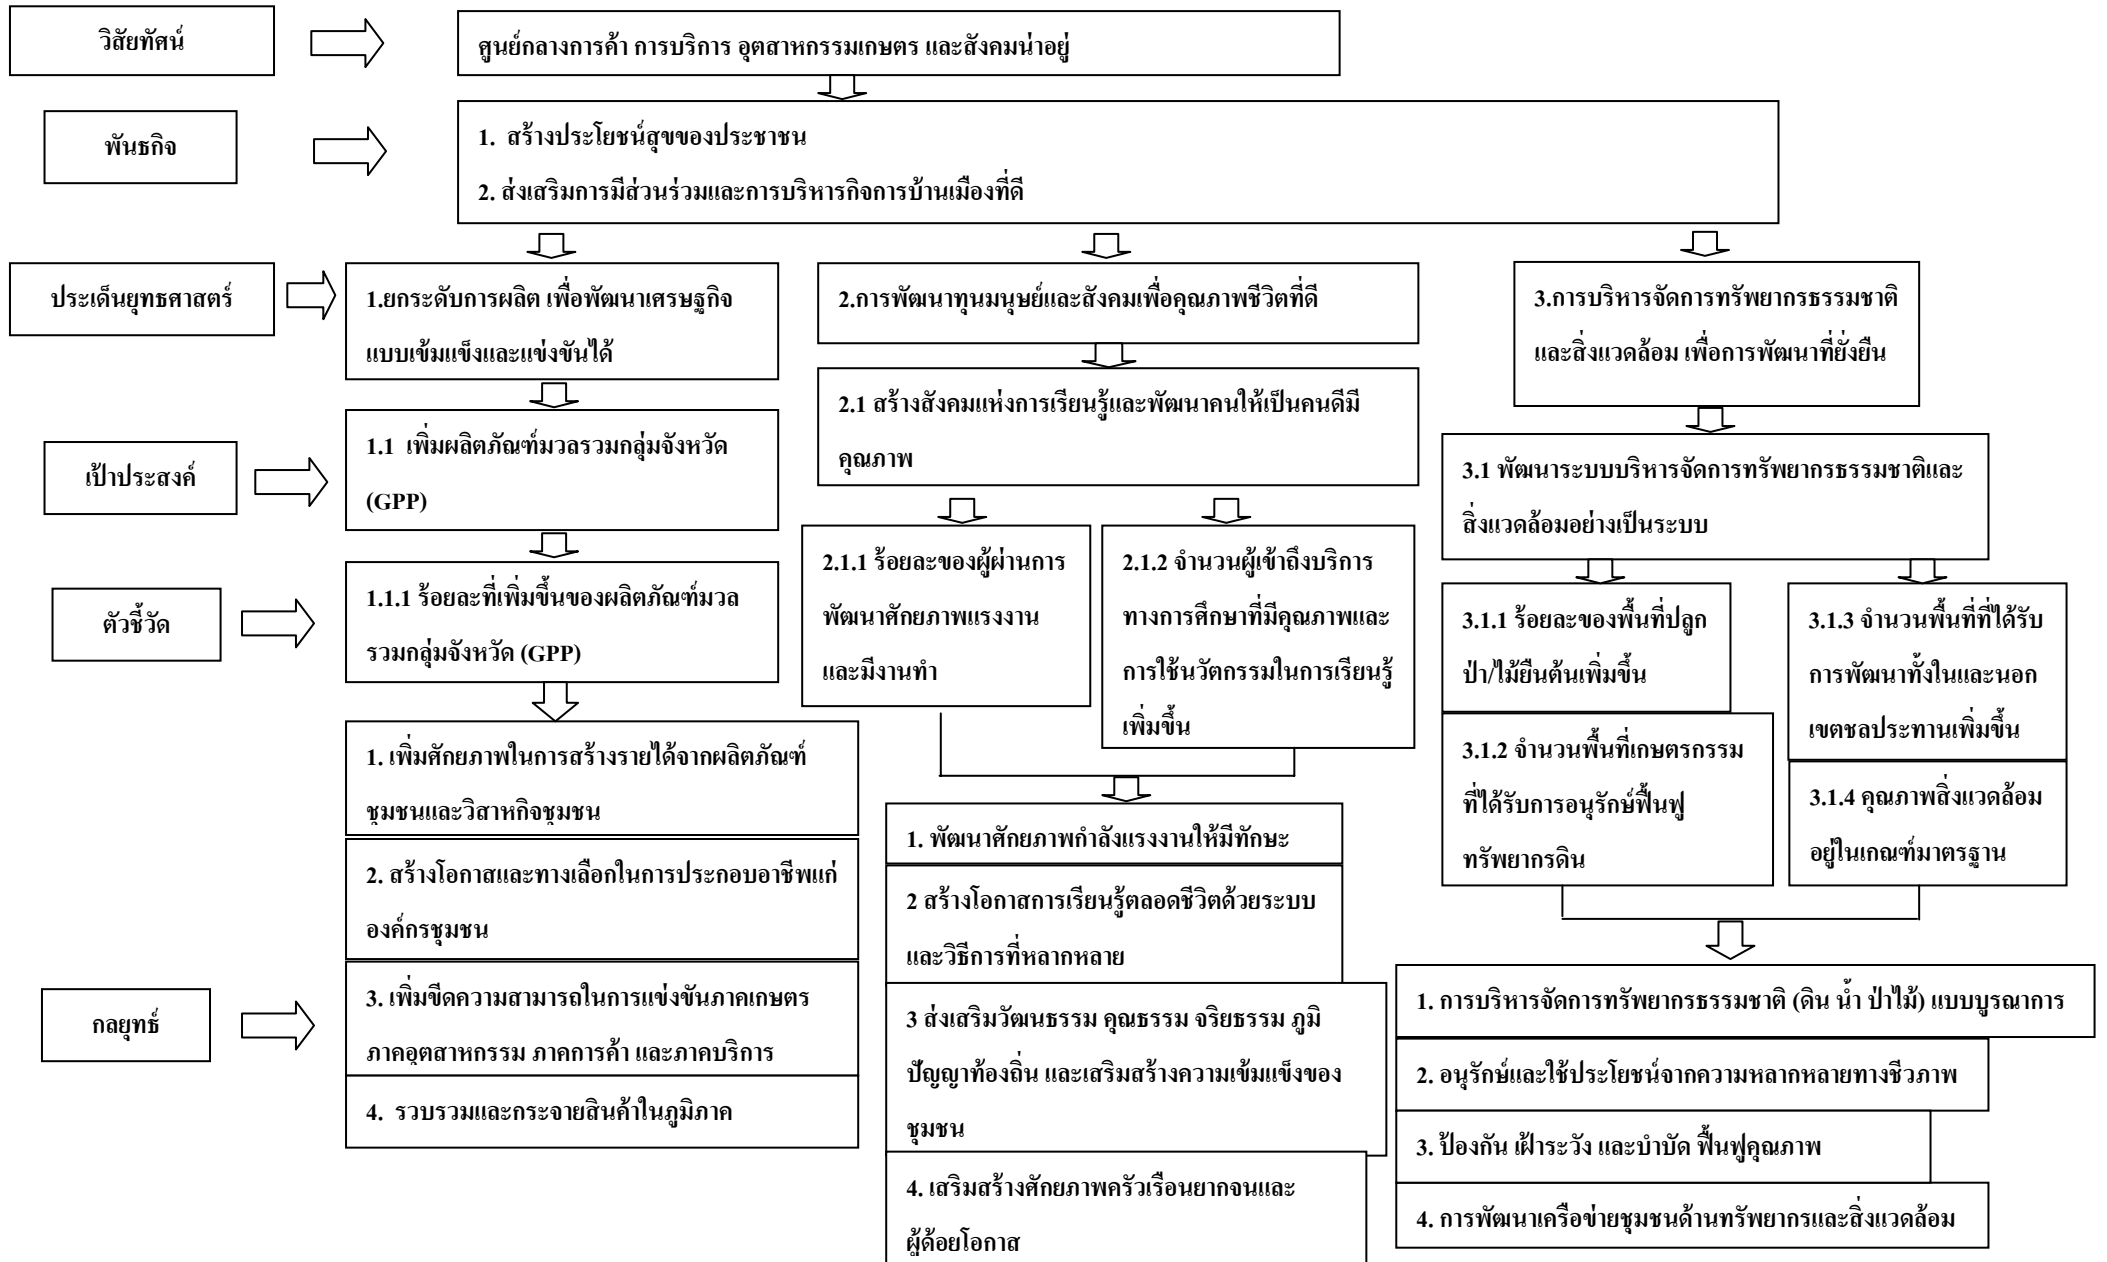 วิสัยทัศน์
ศูนย์กลางการค้า การบริการ อุตสาหกรรมเกษตร และสังคมน่าอยู่
พันธกิจ
1. สร้างประโยชน์สุขของประชาชน
2. ส่งเสริมการมีส่วนร่วมและการบริหารกิจการบ้านเมืองที่ดี
ประเด็นยุทธศาสตร์
1.ยกระดับการผลิต เพื่อพัฒนาเศรษฐกิจ
แบบเข้มแข็งและแข่งขันได้
2.การพัฒนาทุนมนุษย์และสังคมเพื่อคุณภาพชีวิตที่ดี
3.การบริหารจัดการทรัพยากรธรรมชาติ
และสิ่งแวดล้อม เพื่อการพัฒนาที่ยั่งยืน
เป้าประสงค์
1.1 เพิ่มผลิตภัณฑ์มวลรวมกลุ่มจังหวัด
(GPP)
2.1 สร้างสังคมแห่งการเรียนรู้และพัฒนาคนให้เป็นคนดีมี
คุณภาพ
3.1 พัฒนาระบบบริหารจัดการทรัพยากรธรรมชาติและ
สิ่งแวดล้อมอย่างเป็นระบบ
ตัวชี้วัด
1.1.1 ร้อยละที่เพิ่มขึ้นของผลิตภัณฑ์มวล
รวมกลุ่มจังหวัด (GPP)
2.1.1 ร้อยละของผู้ผ่านการ
พัฒนาศักยภาพแรงงาน
และมีงานทำ
2.1.2 จำนวนผู้เข้าถึงบริการ
ทางการศึกษาที่มีคุณภาพและ
การใช้นวัตกรรมในการเรียนรู้
เพิ่มขึ้น
3.1.1 ร้อยละของพื้นที่ปลูก
ป่า/ไม้ยืนต้นเพิ่มขึ้น
3.1.2 จำนวนพื้นที่เกษตรกรรม
ที่ได้รับการอนุรักษ์ฟื้นฟู
ทรัพยากรดิน
3.1.3 จำนวนพื้นที่ที่ได้รับ
การพัฒนาทั้งในและนอก
เขตชลประทานเพิ่มขึ้น
3.1.4 คุณภาพสิ่งแวดล้อม
อยู่ในเกณฑ์มาตรฐาน
กลยุทธ์
1. เพิ่มศักยภาพในการสร้างรายได้จากผลิตภัณฑ์
ชุมชนและวิสาหกิจชุมชน
2. สร้างโอกาสและทางเลือกในการประกอบอาชีพแก่
องค์กรชุมชน
3. เพิ่มขีดความสามารถในการแข่งขันภาคเกษตร
ภาคอุตสาหกรรม ภาคการค้า และภาคบริการ
4. รวบรวมและกระจายสินค้าในภูมิภาค
1. พัฒนาศักยภาพกำลังแรงงานให้มีทักษะ
2 สร้างโอกาสการเรียนรู้ตลอดชีวิตด้วยระบบ
และวิธีการที่หลากหลาย
3 ส่งเสริมวัฒนธรรม คุณธรรม จริยธรรม ภูมิ
ปัญญาท้องถิ่น และเสริมสร้างความเข้มแข็งของ
ชุมชน
4. เสริมสร้างศักยภาพครัวเรือนยากจนและ
ผู้ด้อยโอกาส
1. การบริหารจัดการทรัพยากรธรรมชาติ (ดิน น้ำ ป่าไม้) แบบบูรณาการ
2. อนุรักษ์และใช้ประโยชน์จากความหลากหลายทางชีวภาพ
3. ป้องกัน เฝ้าระวัง และบำบัด ฟื้นฟูคุณภาพ
4. การพัฒนาเครือข่ายชุมชนด้านทรัพยากรและสิ่งแวดล้อม